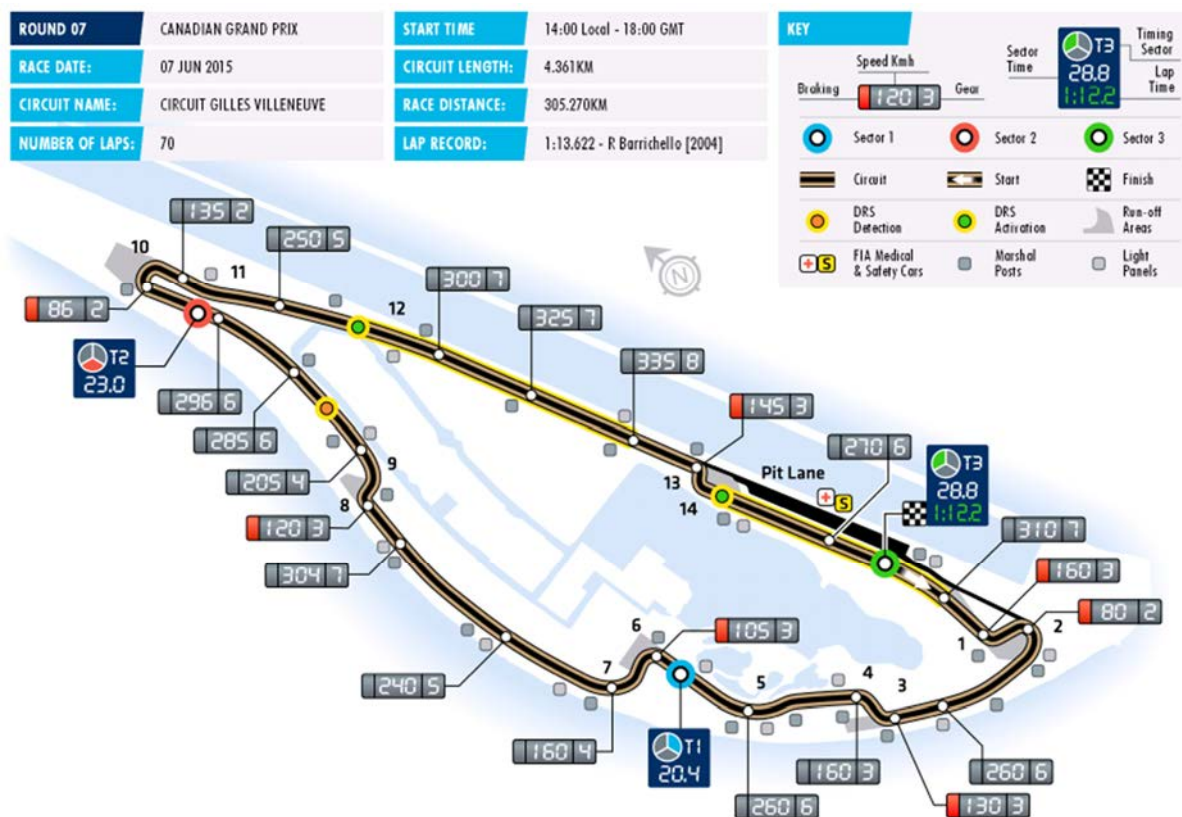 ROUND 07 CANADIAN GRAND PRIX
RACE DATE: 07 JUN 2015
CIRCUIT NAME: CIRCUIT GILLES VILLENEUVE
NUMBER OF LAPS: 70
START TIME 14:00 Local - 18:00 GMT
CIRCUIT LENGTH: 4.361KM
RACE DISTANCE: 305.270KM
LAP RECORD: 1:13.622 - R Barrichello [2004]
KEY
Speed Kmh
Braking 120 3 Gear
Sector Time
T3
28.8
1:12.2
Timing Sector
Lap Time
Sector 1
Sector 2
Sector 3
Circuit
Start
Finish
DRS Detection
DRS Activation
Run-off Areas
S
FIA Medical & Safety Cars
Marshal Posts
Light Panels
N
135 2
10
250 5
11
300 7
12
86 2
325 7
T2
23.0
335 8
296 6
145 3
285 6
270 6
9
205 4
Pit Lane
S
13
T3
28.8
1:12.2
8
14
120 3
310 7
304 7
160 3
6
105 3
1
2
80 2
7
240 5
5
4
3
160 4
T1
20.4
160 3
260 6
260 6
130 3